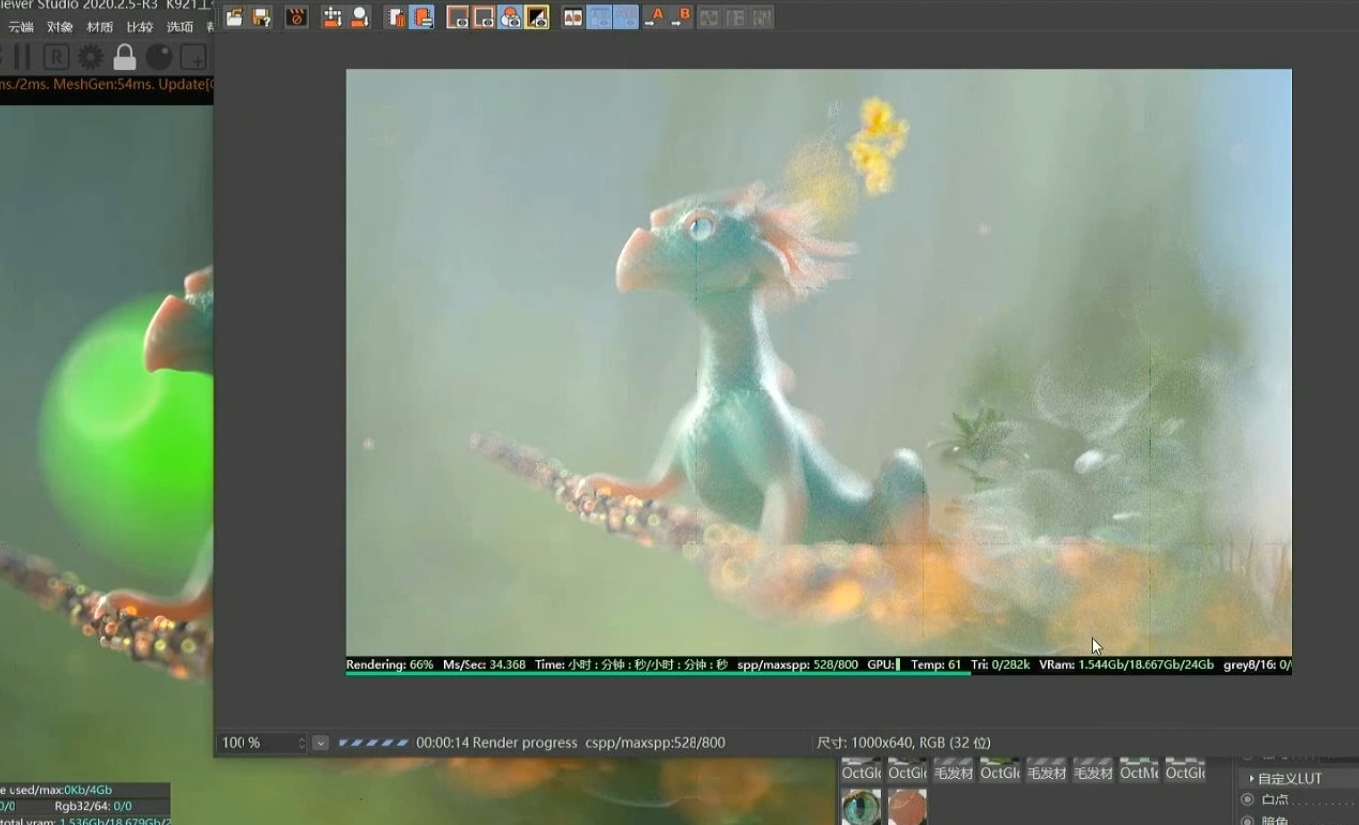 ewer Studio 2020.2.5-R3 K921
云端 对象 材质 比较 选项
R
ms./2ms. MeshGen:54ms. Update[
A B
Rendering: 66% Ms/Sec: 34.368 Time: 小时 : 分钟 : 秒/小时 : 分钟 : 秒 spp/maxspp: 528/800 GPU: Temp: 61 Tri: 0/282k VRam: 1.544Gb/18.667Gb/24Gb grey8/16: 0/
100 % 00:00:14 Render progress cspp/maxspp:528/800 尺寸: 1000x640, RGB (32 位)
OctGlo OctGlo 毛发材 OctGlo 毛发材 毛发材 OctMe OctGlo
自定义LUT
白点
暗角
e used/max:0Kb/4Gb
0/0 Rgb32/64: 0/0
total vram: 1.536Gb/18.679Gb/2